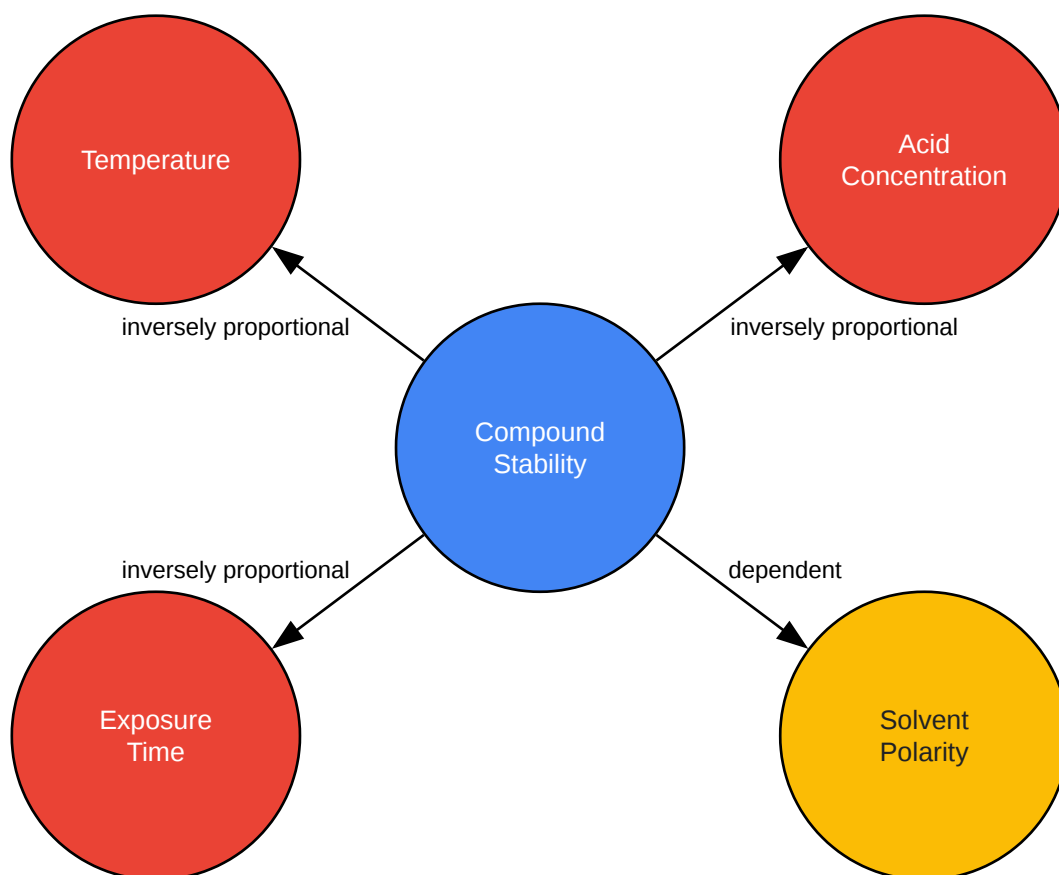 Temperature
Acid
Concentration
inversely proportional
inversely proportional
Compound
Stability
inversely proportional
dependent
Exposure
Time
Solvent
Polarity